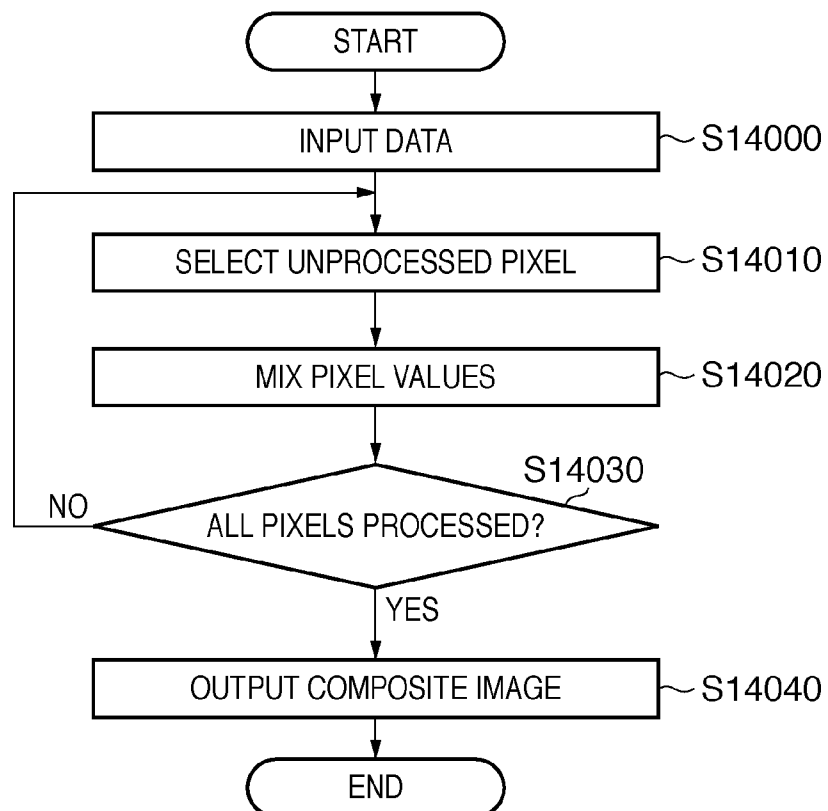 START
INPUT DATA
S14000
SELECT UNPROCESSED PIXEL
S14010
MIX PIXEL VALUES
S14020
S14030
ALL PIXELS PROCESSED?
NO
YES
OUTPUT COMPOSITE IMAGE
S14040
END